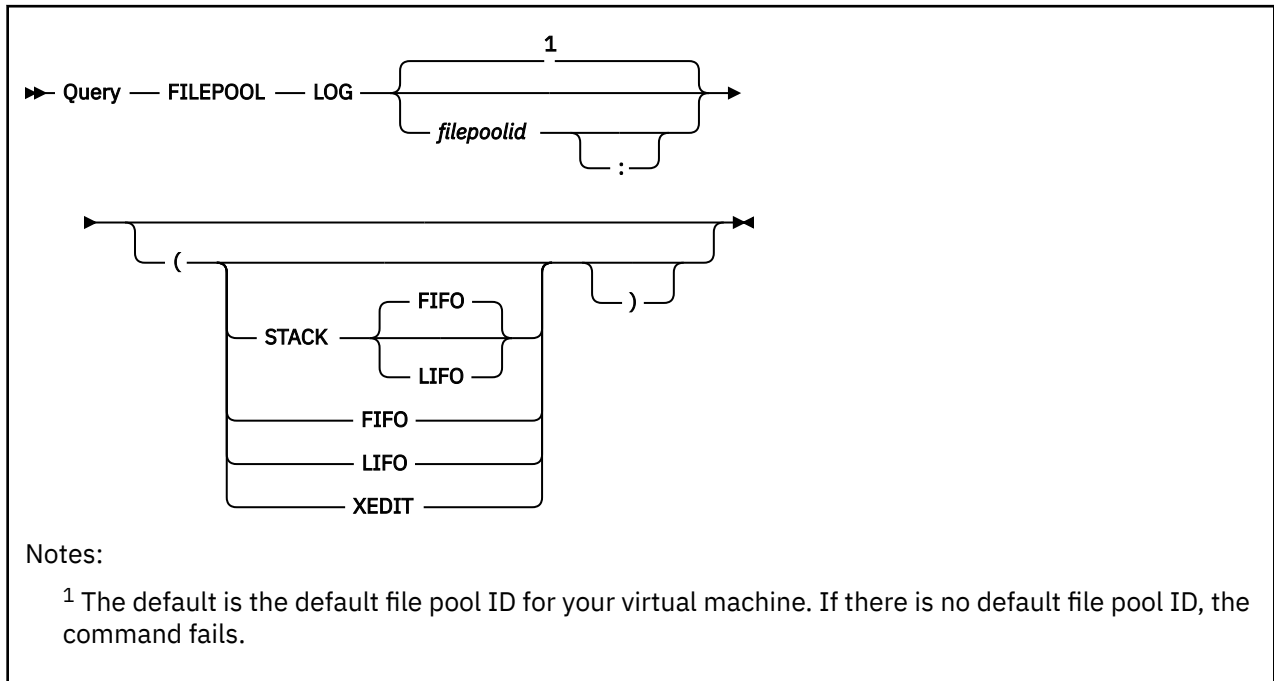 1
Query FILEPOOL LOG
filepoolid
:
(
FIFO
)
STACK
LIFO
FIFO
LIFO
XEDIT
Notes:
1 The default is the default file pool ID for your virtual machine. If there is no default file pool ID, the
command fails.